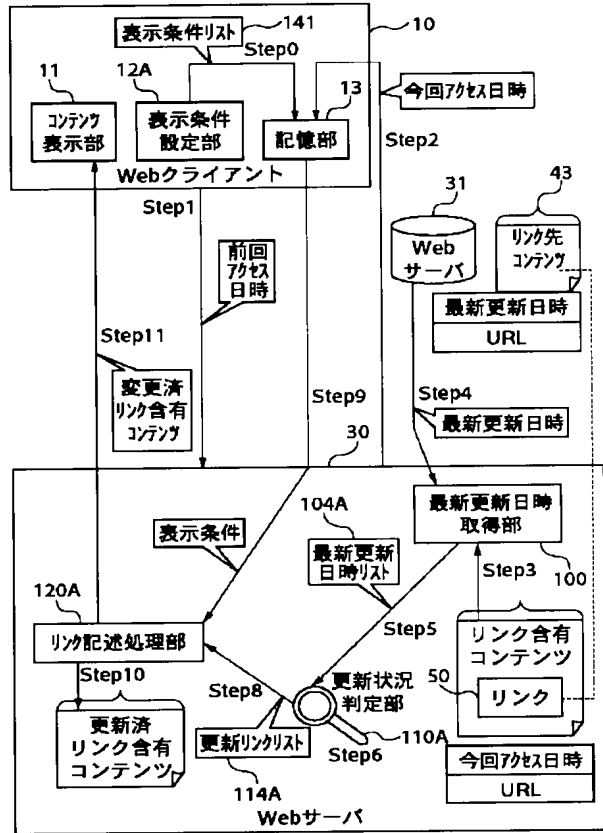 表示条件リスト
141
10
Step0
11
12A
13
コンテンツ
表示部
表示条件
設定部
記憶部
今回アクセス日時
Step2
Webクライアント
Step1
31
43
Web
サーバ
リンク先
コンテンツ
最新更新日時
URL
前回
アクセス
日時
Step11
変更済
リンク含有
コンテンツ
Step9
Step4
最新更新日時
30
表示条件
104A
最新更新
日時リスト
最新更新日時
取得部
100
Step3
120A
リンク記述処理部
Step5
リンク含有
コンテンツ
50
リンク
Step10
Step8
更新状況
判定部
更新済
リンク含有
コンテンツ
更新リンクリスト
Step6
110A
114A
今回アクセス日時
URL
Webサーバ